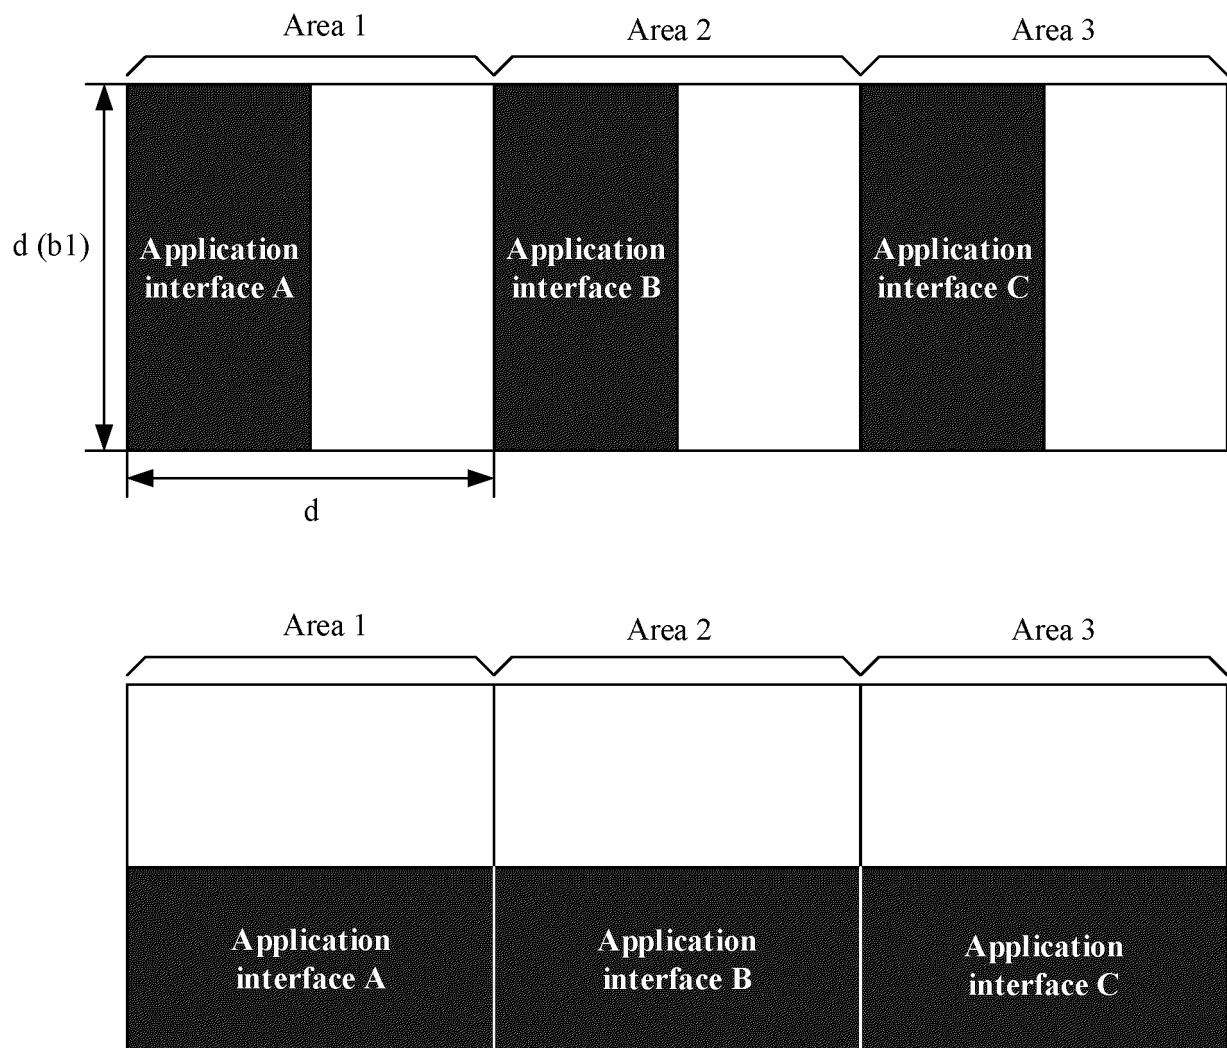 Area 1
Area 2
Area 3
d (b1)
Application
interface A
Application
interface B
Application
interface C
d
Area 1
Area 2
Area 3
Application
interface A
Application
interface B
Application
interface C